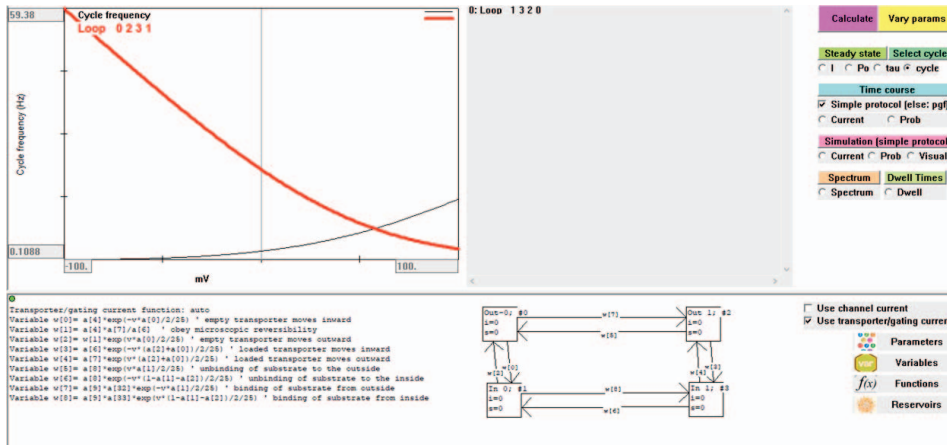 59.38
Cycle frequency
Loop 0 2 3 1
Cycle frequency (Hz)
0.1088
-100.
100.
mV
0: Loop 1 3 2 0
Calculate
Vary params
Steady state
Select cycle
I Po tau cycle
Time course
Simple protocol (else: pgf)
Current Prob
Simulation (simple protocol
Current Prob Visual
Spectrum
Dwell Times
Spectrum Dwell
Transporter/gating current function: auto
Variable w[0]= a[4]*exp(-v*a[0]/2/25) ' empty transporter moves inward
Variable w[1]= a[4]*a[7]/a[6] ' obey microscopic reversibility
Variable w[2]= w[1]*exp(v*a[0]/2/25) ' empty transporter moves outward
Variable w[3]= a[6]*exp(-v*(a[2]+a[0])/2/25) ' loaded transporter moves inward
Variable w[4]= a[7]*exp(v*(a[2]+a[0])/2/25) ' loaded transporter moves outward
Variable w[5]= a[8]*exp(v*a[1]/2/25) ' unbinding of substrate to the outside
Variable w[6]= a[8]*exp(-v*(1-a[1]-a[2])/2/25) ' unbinding of substrate to the inside
Variable w[7]= a[9]*a[32]*exp(-v*a[1]/2/25) ' binding of substrate from outside
Variable w[8]= a[9]*a[33]*exp(v*(1-a[1]-a[2])/2/25) ' binding of substrate from inside
Out-0; #0
i=0
s=0
w[7]
w[5]
Out 1; #2
i=0
s=0
w[0]
w[2]
w[3]
w[4]
In 0; #1
i=0
s=0
w[8]
w[6]
In 1; #3
i=0
s=0
Use channel current
Use transporter/gating curren
Parameters
var
Variables
f(x)
Functions
Reservoirs